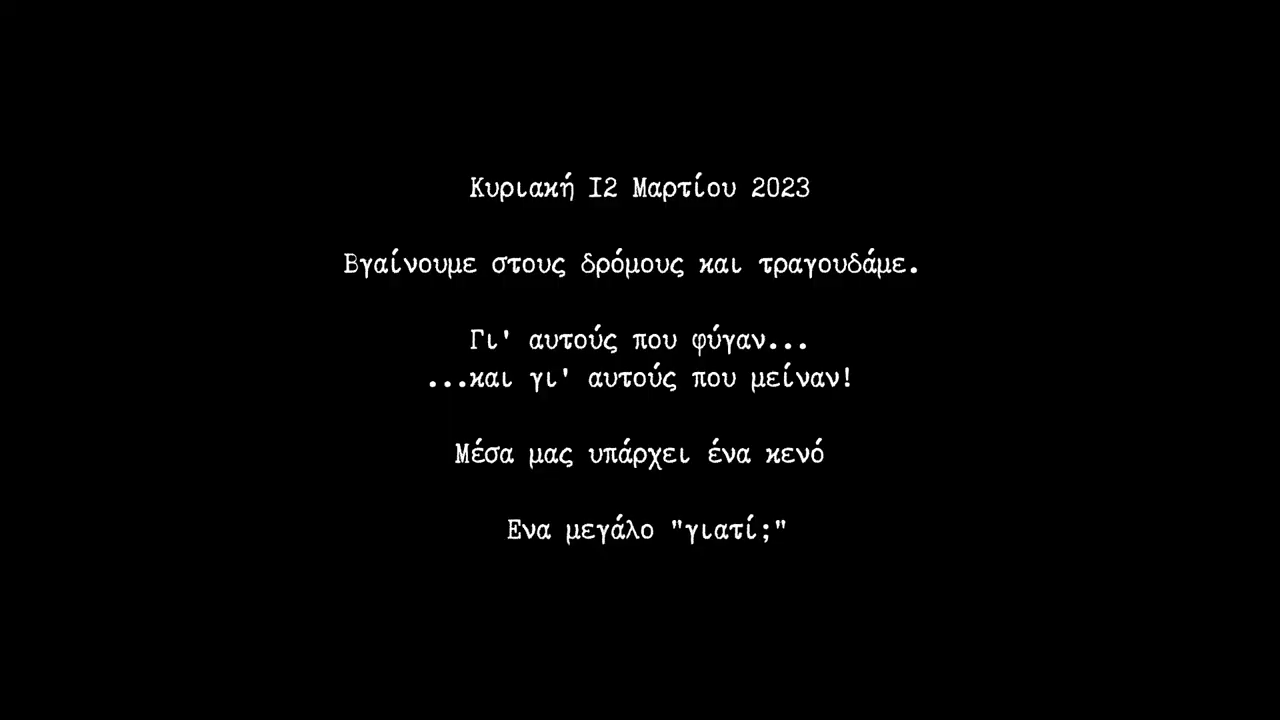 Κυριακή 12 Μαρτίου 2023
Βγαίνουμε στους δρόμους και τραγουδάμε.
Γι' αυτούς που φύγαν...
...και γι' αυτούς που μείναν!
Μέσα μας υπάρχει ένα κενό
Ενα μεγάλο "γιατί;"